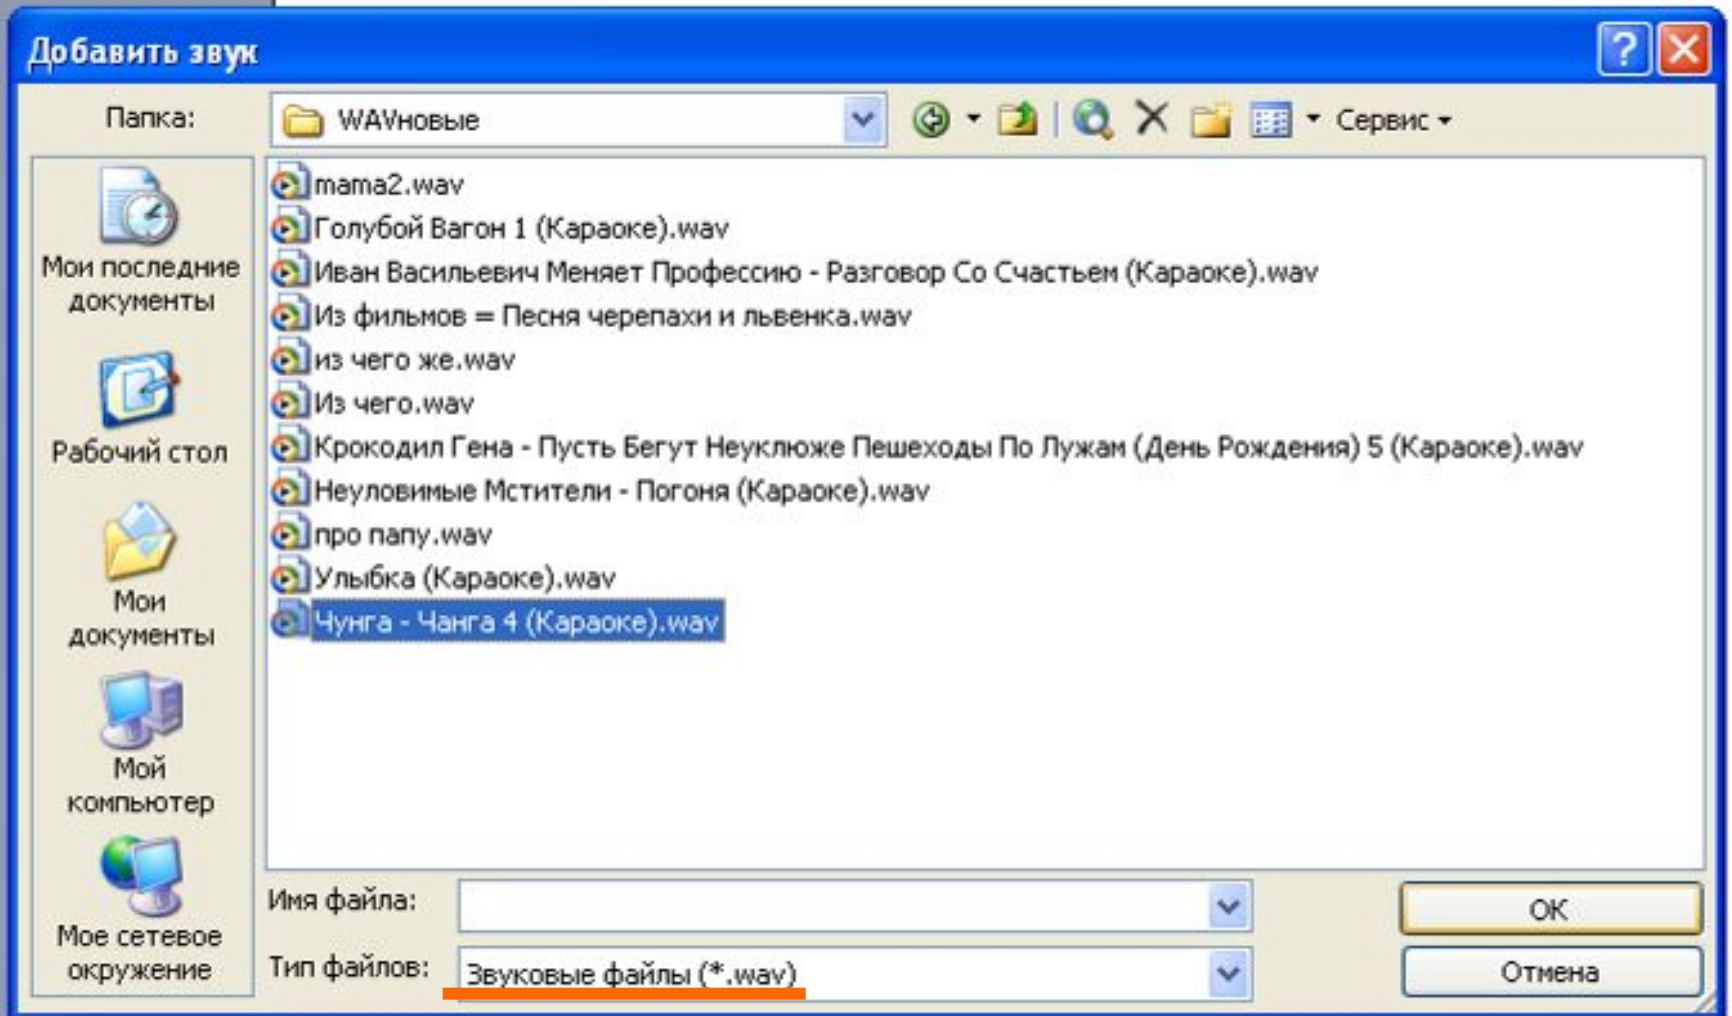 Добавить звук
Папка:
WAVновые
Сервис
mama2.wav
Голубой Вагон 1 (Караоке).wav
Иван Васильевич Меняет Профессию - Разговор Со Счастьем (Караоке).wav
Из фильмов = Песня черепахи и львенка.wav
из чего же.wav
Из чего.wav
Крокодил Гена - Пусть Бегут Неуклюже Пешеходы По Лужам (День Рождения) 5 (Караоке).wav
Неуловимые Мстители - Погоня (Караоке).wav
про папу.wav
Улыбка (Караоке).wav
Чунга - Чанга 4 (Караоке).wav
Мои последние
документы
Рабочий стол
Мои
документы
Мой
компьютер
Мое сетевое
окружение
Имя файла:
ОК
Тип файлов:
Звуковые файлы (*.wav)
Отмена